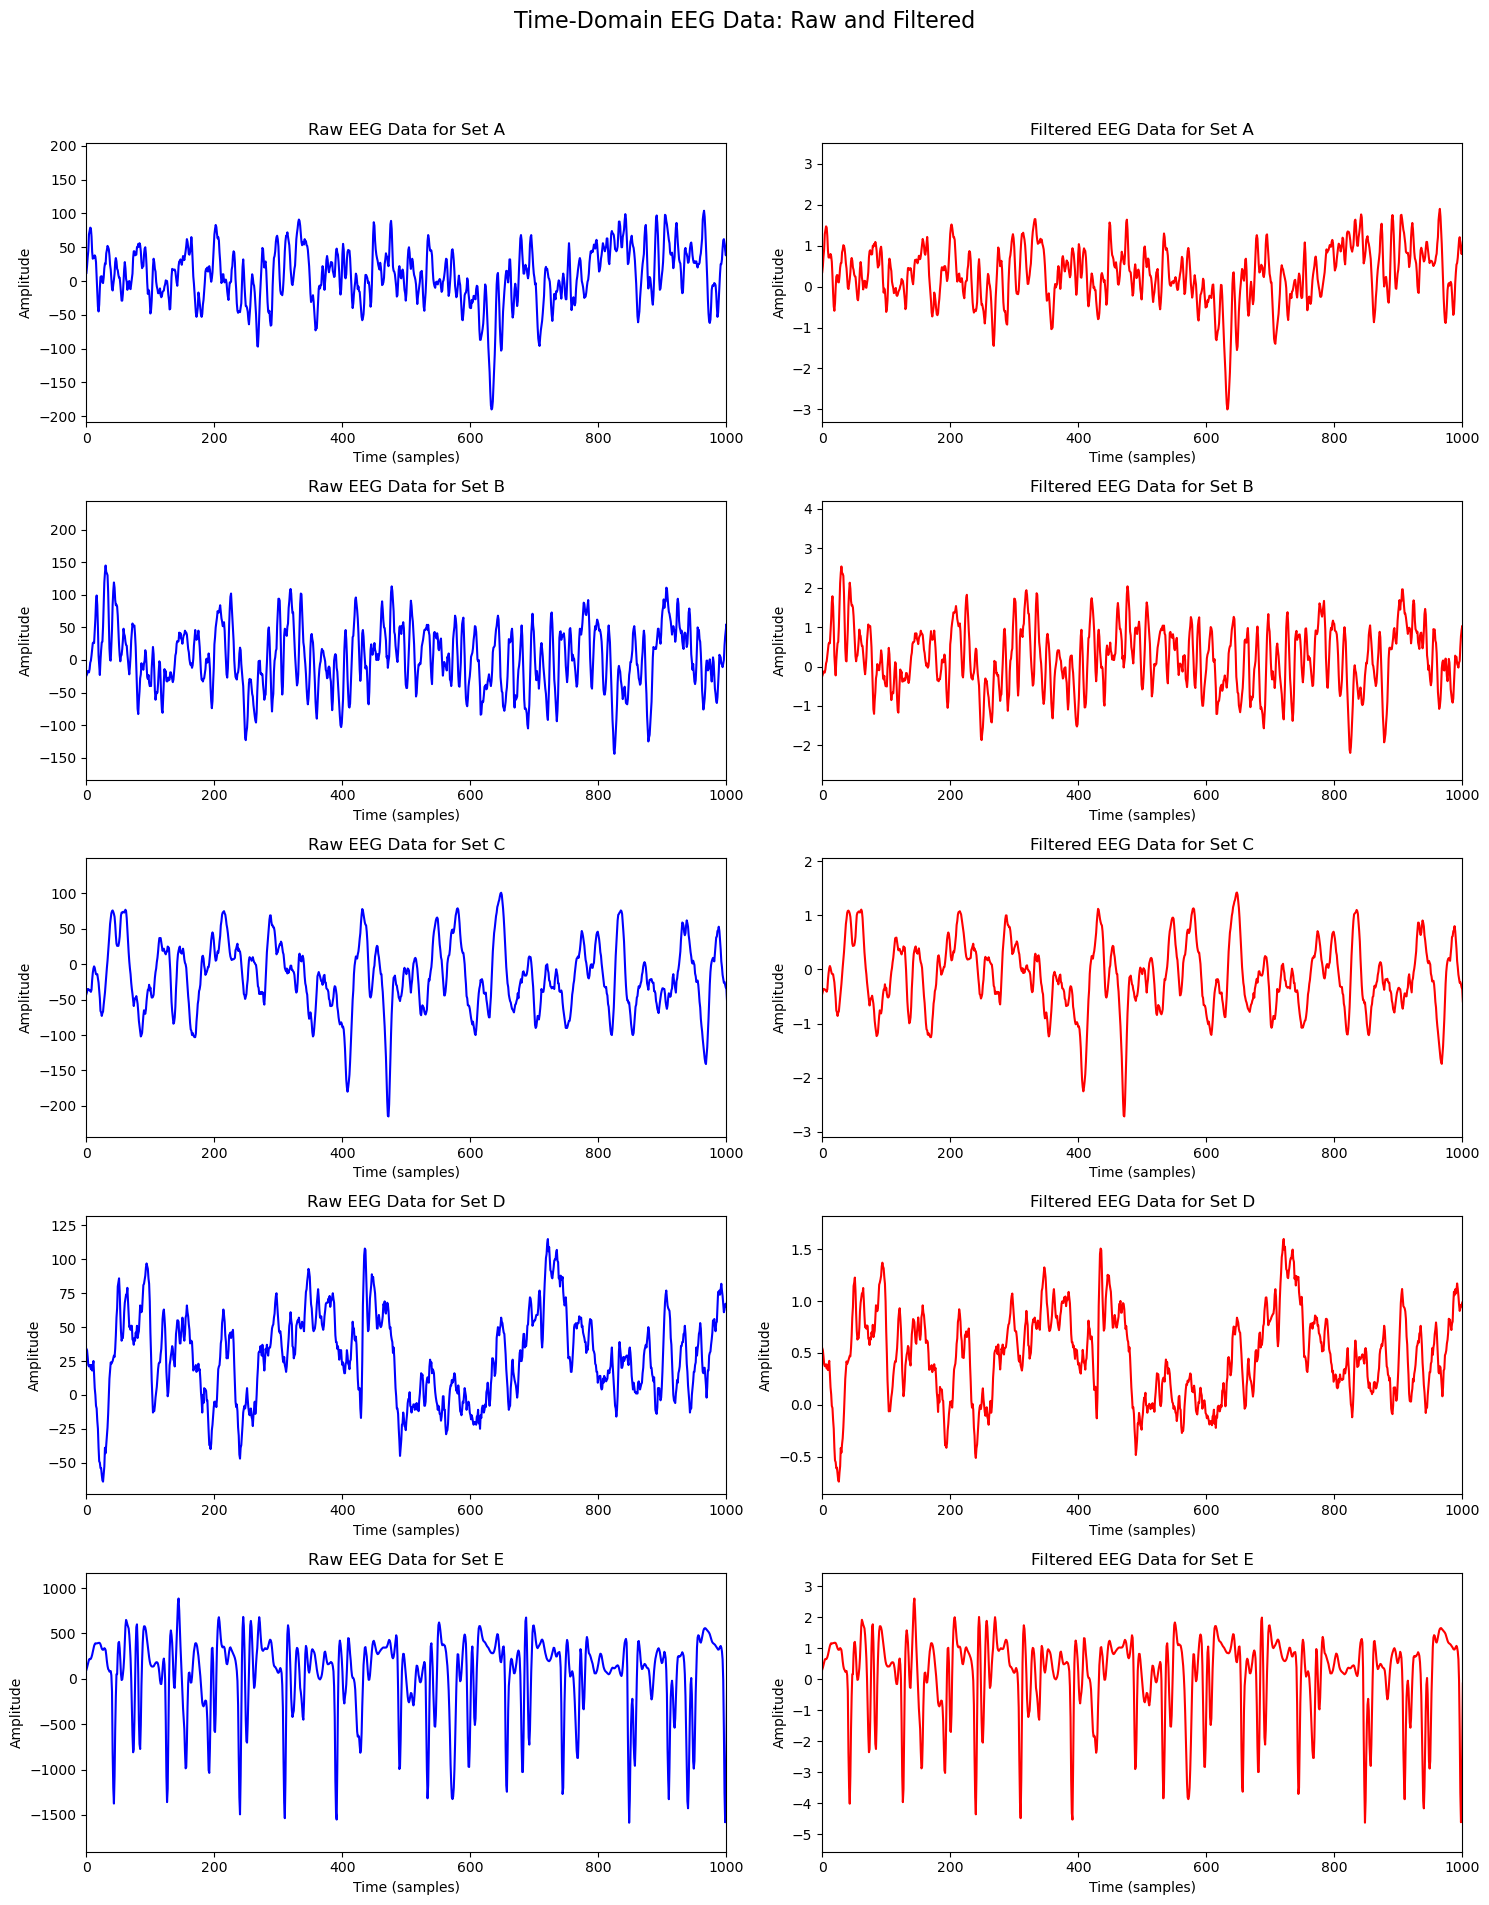 Time-Domain EEG Data: Raw and Filtered
Raw EEG Data for Set A
200
150
100
50
0
−50
−100
−150
−200
Amplitude
0 200 400 600 800 1000
Time (samples)
Filtered EEG Data for Set A
3
2
1
0
−1
−2
−3
Amplitude
0 200 400 600 800 1000
Time (samples)
Raw EEG Data for Set B
200
150
100
50
0
−50
−100
−150
Amplitude
0 200 400 600 800 1000
Time (samples)
Filtered EEG Data for Set B
4
3
2
1
0
−1
−2
Amplitude
0 200 400 600 800 1000
Time (samples)
Raw EEG Data for Set C
100
50
0
−50
−100
−150
−200
Amplitude
0 200 400 600 800 1000
Time (samples)
Filtered EEG Data for Set C
2
1
0
−1
−2
−3
Amplitude
0 200 400 600 800 1000
Time (samples)
Raw EEG Data for Set D
125
100
75
50
25
0
−25
−50
Amplitude
0 200 400 600 800 1000
Time (samples)
Filtered EEG Data for Set D
1.5
1.0
0.5
0.0
−0.5
Amplitude
0 200 400 600 800 1000
Time (samples)
Raw EEG Data for Set E
1000
500
0
−500
−1000
−1500
Amplitude
0 200 400 600 800 1000
Time (samples)
Filtered EEG Data for Set E
3
2
1
0
−1
−2
−3
−4
−5
Amplitude
0 200 400 600 800 1000
Time (samples)